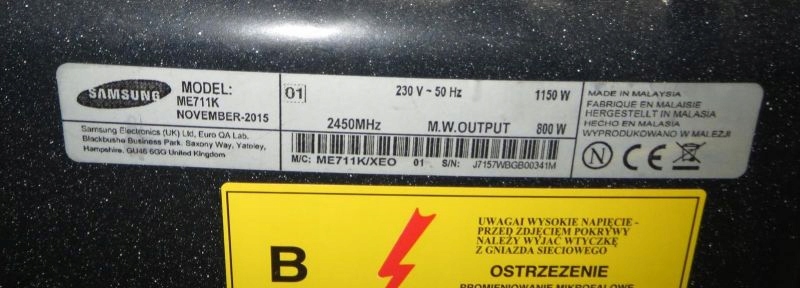 SAMSUNG
MODEL:
ME711K
NOVEMBER-2015
Samsung Electronics (UK) Ltd, Euro QA Lab.
Blackbushe Business Park. Saxony Way, Yateley,
Hampshire. GU46 6GG United Kingdom
01
230 V ~ 50 Hz 1150 W
2450MHz M.W.OUTPUT 800 W
M/C: ME711K/XEO 01 S/N: J7157WBGB00341M
MADE IN MALAYSIA
FABRIQUE EN MALAISIE
HERGESTELLT IN MALASIA
HECHO EN MALASIA
WYPRODUKOWANO W MALEZJI
N CE
B
UWAGA! WYSOKIE NAPIĘCIE -
PRZED ZDJĘCIEM POKRYWY
NALEŻY WYJĄĆ WTYCZKĘ
Z GNIAZDA SIECIOWEGO
OSTRZEZENIE
PROMIENIOWANIE MIKROFALOWE